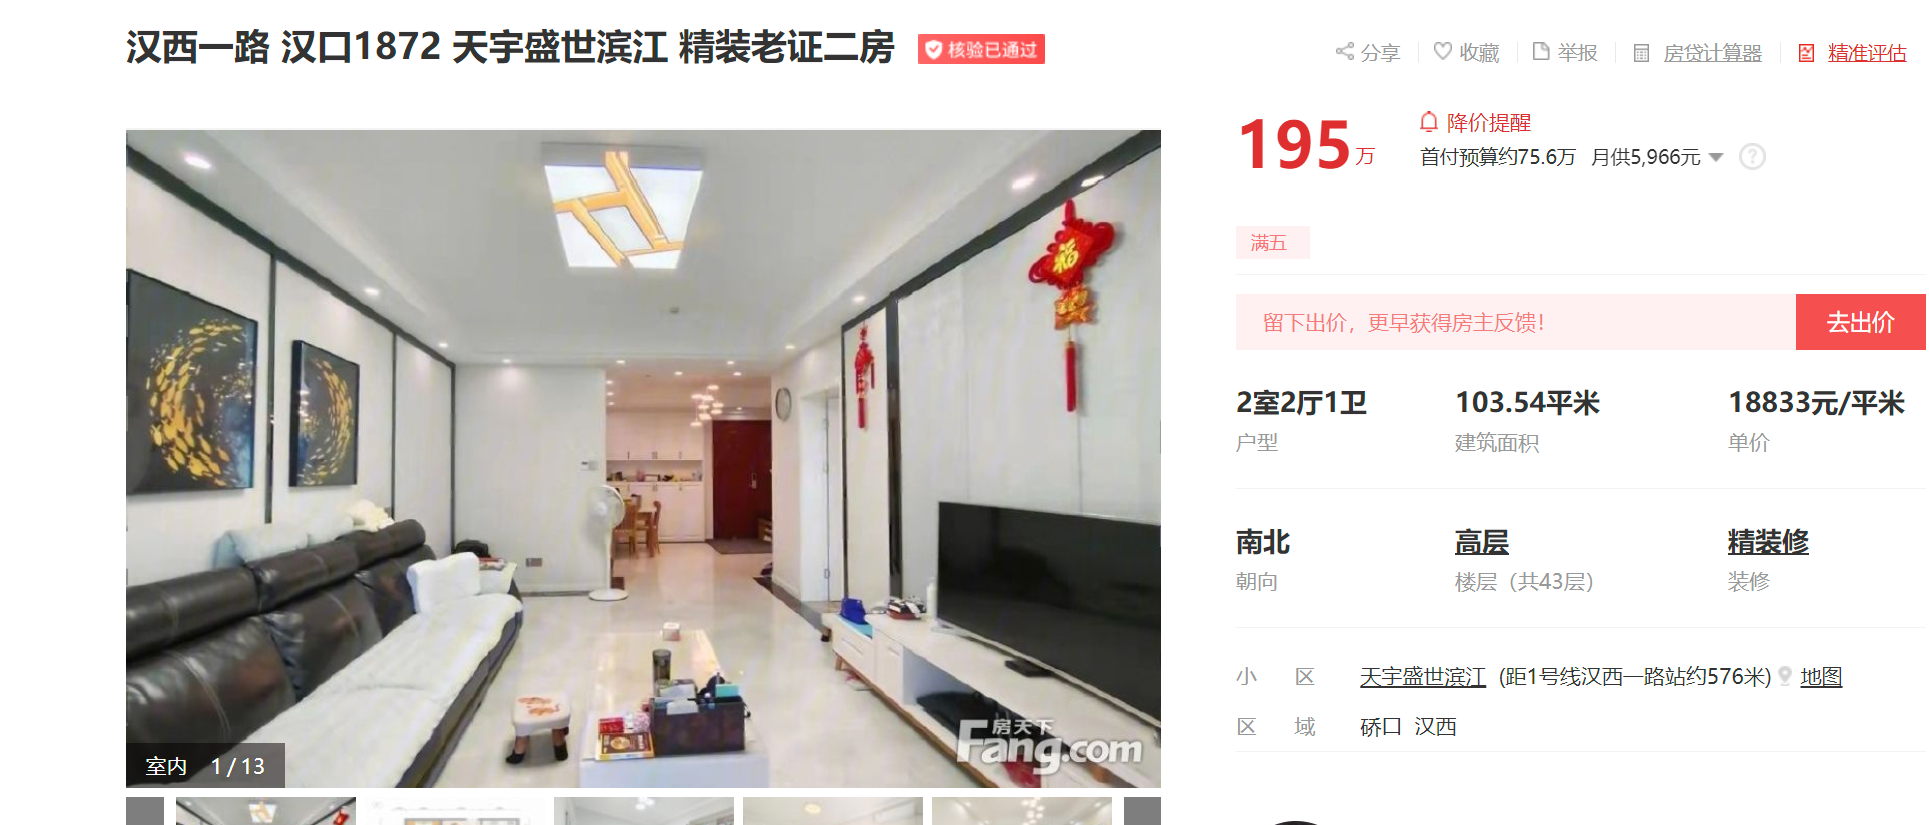 汉西一路 汉口1872 天宇盛世滨江 精装老证二房
核验已通过
分享
收藏
举报
房贷计算器
精准评估
195万
降价提醒
首付预算约75.6万 月供5,966元
?
满五
留下出价，更早获得房主反馈！
去出价
2室2厅1卫
103.54平米
18833元/平米
户型
建筑面积
单价
南北
高层
精装修
朝向
楼层（共43层）
装修
小区
天宇盛世滨江 (距1号线汉西一路站约576米)
地图
区域
硚口 汉西
福
房天下
Fang.com
室内 1 / 13